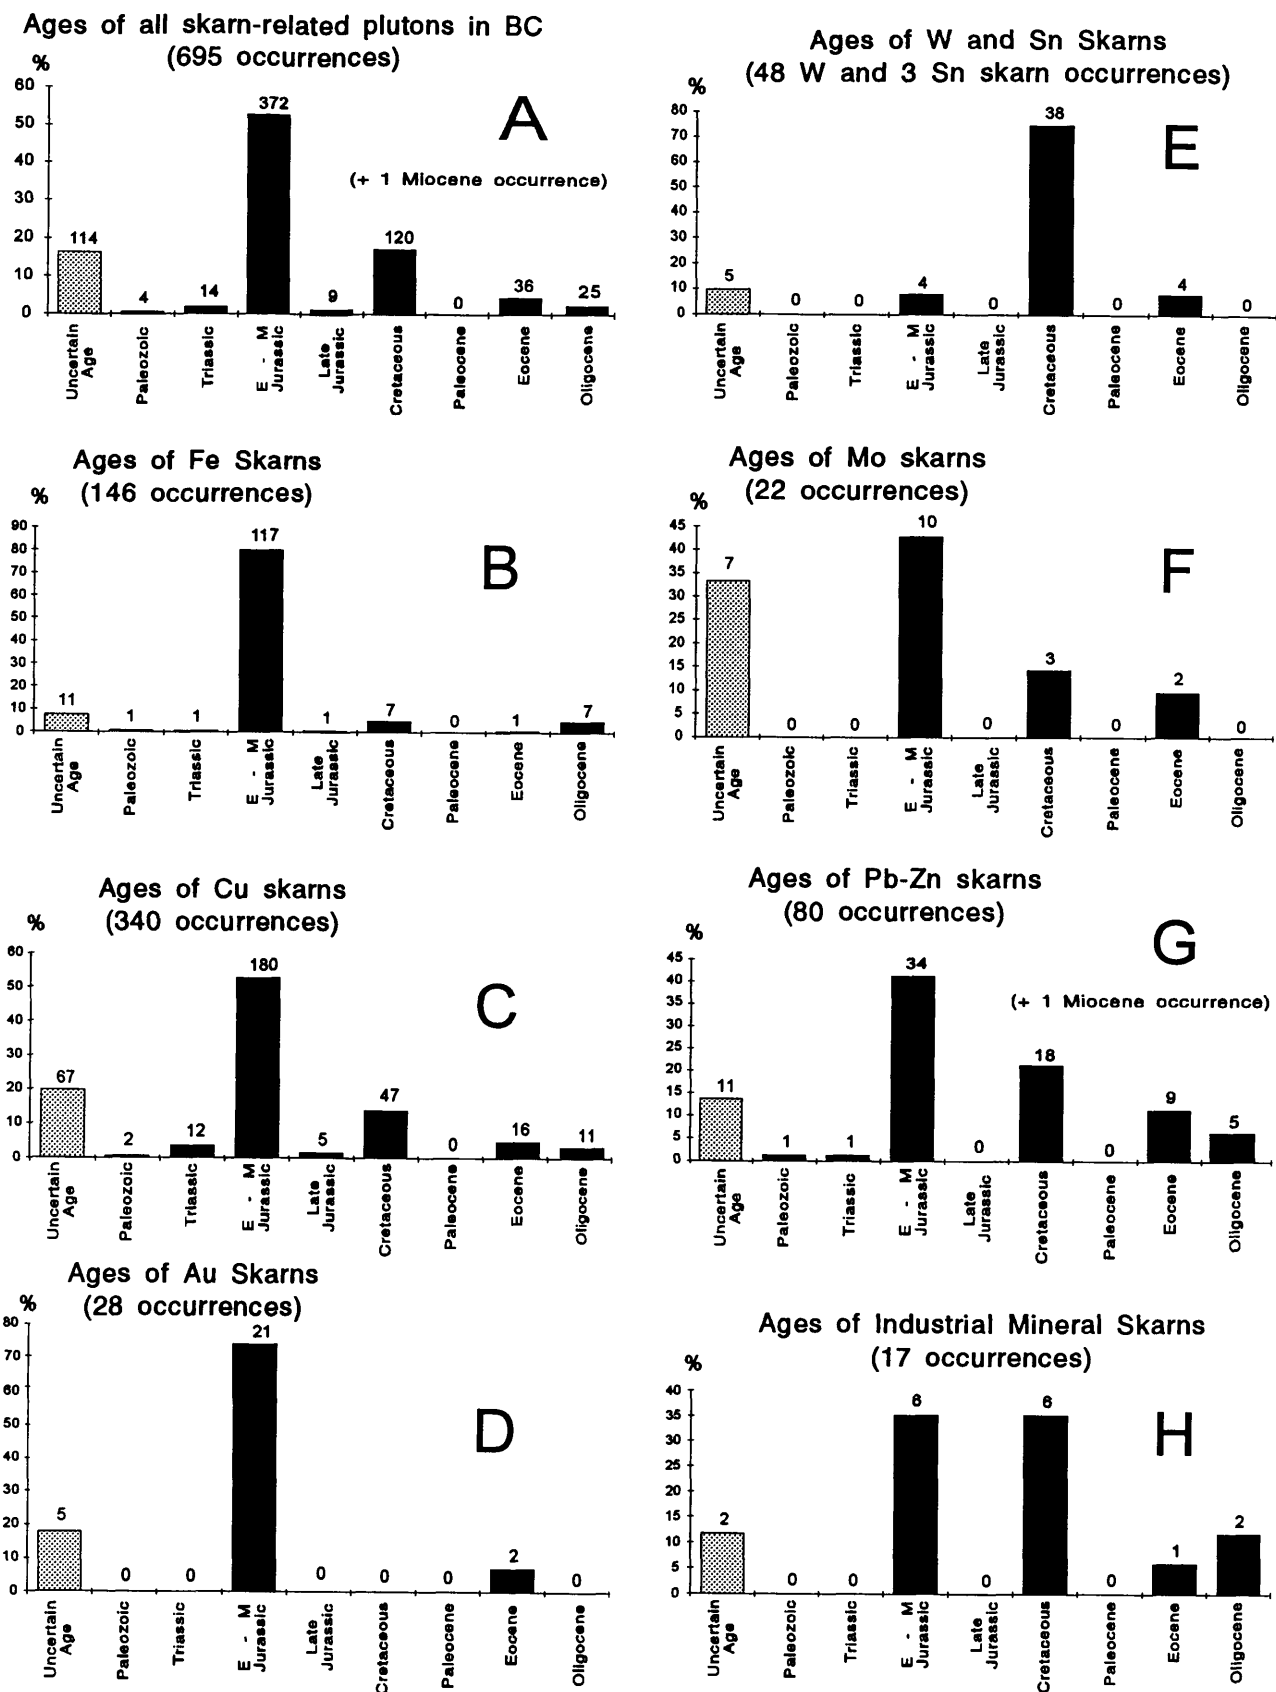 Ages of all skarn-related plutons in BC
(695 occurrences)
%
A
(+ 1 Miocene occurrence)
60
50
40
30
20
10
0
114
4
14
372
9
120
0
36
25
Uncertain Age
Paleozoic
Triassic
E - M Jurassic
Late Jurassic
Cretaceous
Paleocene
Eocene
Oligocene
Ages of Fe Skarns
(146 occurrences)
%
B
90
80
70
60
50
40
30
20
10
0
11
1
1
117
1
7
0
1
7
Uncertain Age
Paleozoic
Triassic
E - M Jurassic
Late Jurassic
Cretaceous
Paleocene
Eocene
Oligocene
Ages of Cu skarns
(340 occurrences)
%
C
60
50
40
30
20
10
0
67
2
12
180
5
47
0
16
11
Uncertain Age
Paleozoic
Triassic
E - M Jurassic
Late Jurassic
Cretaceous
Paleocene
Eocene
Oligocene
Ages of Au Skarns
(28 occurrences)
%
D
80
70
60
50
40
30
20
10
0
5
0
0
21
0
0
0
2
0
Uncertain Age
Paleozoic
Triassic
E - M Jurassic
Late Jurassic
Cretaceous
Paleocene
Eocene
Oligocene
Ages of W and Sn Skarns
(48 W and 3 Sn skarn occurrences)
%
E
80
70
60
50
40
30
20
10
0
5
0
0
4
0
38
0
4
0
Uncertain Age
Paleozoic
Triassic
E - M Jurassic
Late Jurassic
Cretaceous
Paleocene
Eocene
Oligocene
Ages of Mo skarns
(22 occurrences)
%
F
45
40
35
30
25
20
15
10
5
0
7
0
0
10
0
3
0
2
0
Uncertain Age
Paleozoic
Triassic
E - M Jurassic
Late Jurassic
Cretaceous
Paleocene
Eocene
Oligocene
Ages of Pb-Zn skarns
(80 occurrences)
%
G
(+ 1 Miocene occurrence)
45
40
35
30
25
20
15
10
5
0
11
1
1
34
0
18
0
9
5
Uncertain Age
Paleozoic
Triassic
E - M Jurassic
Late Jurassic
Cretaceous
Paleocene
Eocene
Oligocene
Ages of Industrial Mineral Skarns
(17 occurrences)
%
H
40
35
30
25
20
15
10
5
0
2
0
0
6
0
6
0
1
2
Uncertain Age
Paleozoic
Triassic
E - M Jurassic
Late Jurassic
Cretaceous
Paleocene
Eocene
Oligocene